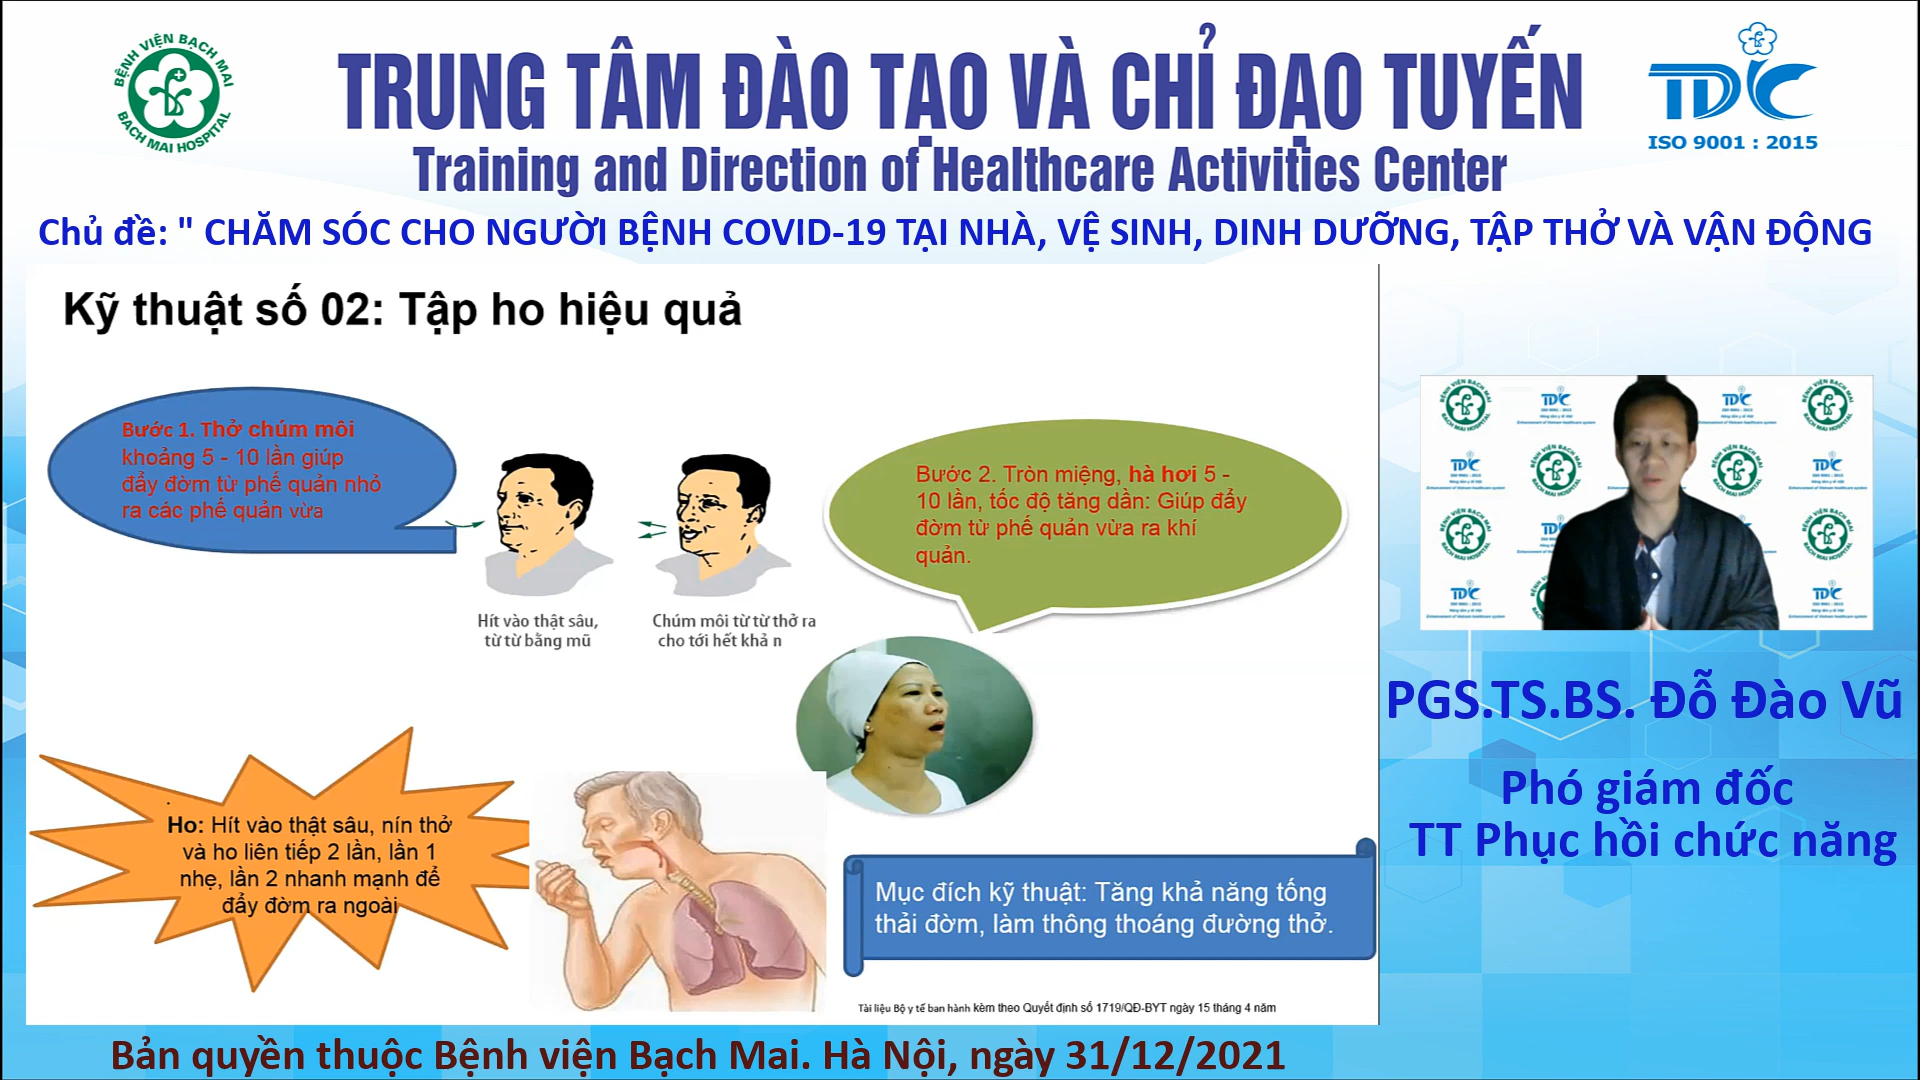 BỆNH VIỆN BẠCH MAI
BACH MAI HOSPITAL
TRUNG TÂM ĐÀO TẠO VÀ CHỈ ĐẠO TUYẾN
Training and Direction of Healthcare Activities Center
TDC
ISO 9001 : 2015
Chủ đề: " CHĂM SÓC CHO NGƯỜI BỆNH COVID-19 TẠI NHÀ, VỆ SINH, DINH DƯỠNG, TẬP THỞ VÀ VẬN ĐỘNG
Kỹ thuật số 02: Tập ho hiệu quả
Bước 1. Thở chúm môi
khoảng 5 - 10 lần giúp
đẩy đờm từ phế quản nhỏ
ra các phế quản vừa
Hít vào thật sâu,
từ từ bằng mũ
Chúm môi từ từ thở ra
cho tới hết khả n
Bước 2. Tròn miệng, hà hơi 5 -
10 lần, tốc độ tăng dần: Giúp đẩy
đờm từ phế quản vừa ra khí
quản.
.
Ho: Hít vào thật sâu, nín thở
và ho liên tiếp 2 lần, lần 1
nhẹ, lần 2 nhanh mạnh để
đẩy đờm ra ngoài
Mục đích kỹ thuật: Tăng khả năng tống
thải đờm, làm thông thoáng đường thở.
Tài liệu Bộ y tế ban hành kèm theo Quyết định số 1719/QĐ-BYT ngày 15 tháng 4 năm
PGS.TS.BS. Đỗ Đào Vũ
Phó giám đốc
TT Phục hồi chức năng
Bản quyền thuộc Bệnh viện Bạch Mai. Hà Nội, ngày 31/12/2021